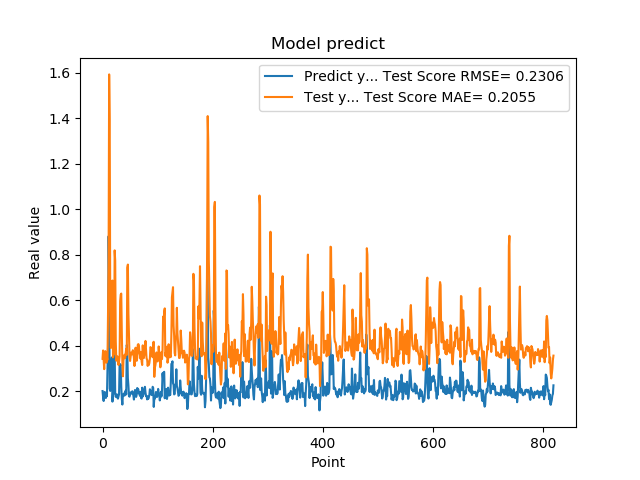 Model predict
Predict y... Test Score RMSE= 0.2306
Test y... Test Score MAE= 0.2055
1.6
1.4
1.2
1.0
0.8
0.6
0.4
0.2
Real value
0 200 400 600 800
Point